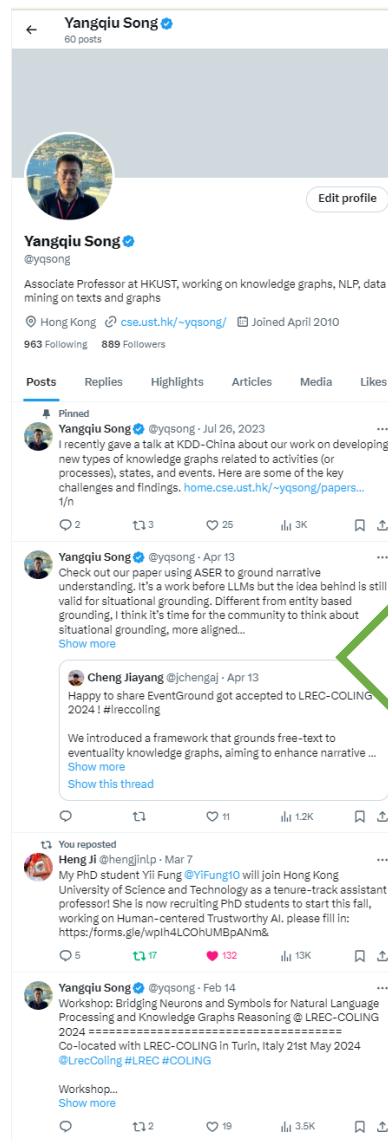 Yangqiu Song
60 posts
Edit profile
Yangqiu Song
@yqsong
Associate Professor at HKUST, working on knowledge graphs, NLP, data
mining on texts and graphs
Hong Kong cse.ust.hk/~yqsong/ Joined April 2010
963 Following 889 Followers
Posts Replies Highlights Articles Media Likes
Pinned
Yangqiu Song @yqsong · Jul 26, 2023
I recently gave a talk at KDD-China about our work on developing
new types of knowledge graphs related to activities (or
processes), states, and events. Here are some of the key
challenges and findings. home.cse.ust.hk/~yqsong/papers...
1/n
2 3 25 3K
Yangqiu Song @yqsong · Apr 13
Check out our paper using ASER to ground narrative
understanding. It's a work before LLMs but the idea behind is still
valid for situational grounding. Different from entity based
grounding, I think it's time for the community to think about
situational grounding, more aligned...
Show more
Cheng Jiayang @jchengaj · Apr 13
Happy to share EventGround got accepted to LREC-COLING
2024 ! #lreccoling
We introduced a framework that grounds free-text to
eventuality knowledge graphs, aiming to enhance narrative ...
Show more
Show this thread
11 1.2K
You reposted
Heng Ji @hengjinlp · Mar 7
My PhD student Yii Fung @YiFung10 will join Hong Kong
University of Science and Technology as a tenure-track assistant
professor! She is now recruiting PhD students to start this fall,
working on Human-centered Trustworthy AI. please fill in:
https:/forms.gle/wpIh4LCOhUMBpANm&
5 17 132 13K
Yangqiu Song @yqsong · Feb 14
Workshop: Bridging Neurons and Symbols for Natural Language
Processing and Knowledge Graphs Reasoning @ LREC-COLING
2024 =====================================
Co-located with LREC-COLING in Turin, Italy 21st May 2024
@LrecColing #LREC #COLING
Workshop...
Show more
2 19 3.5K